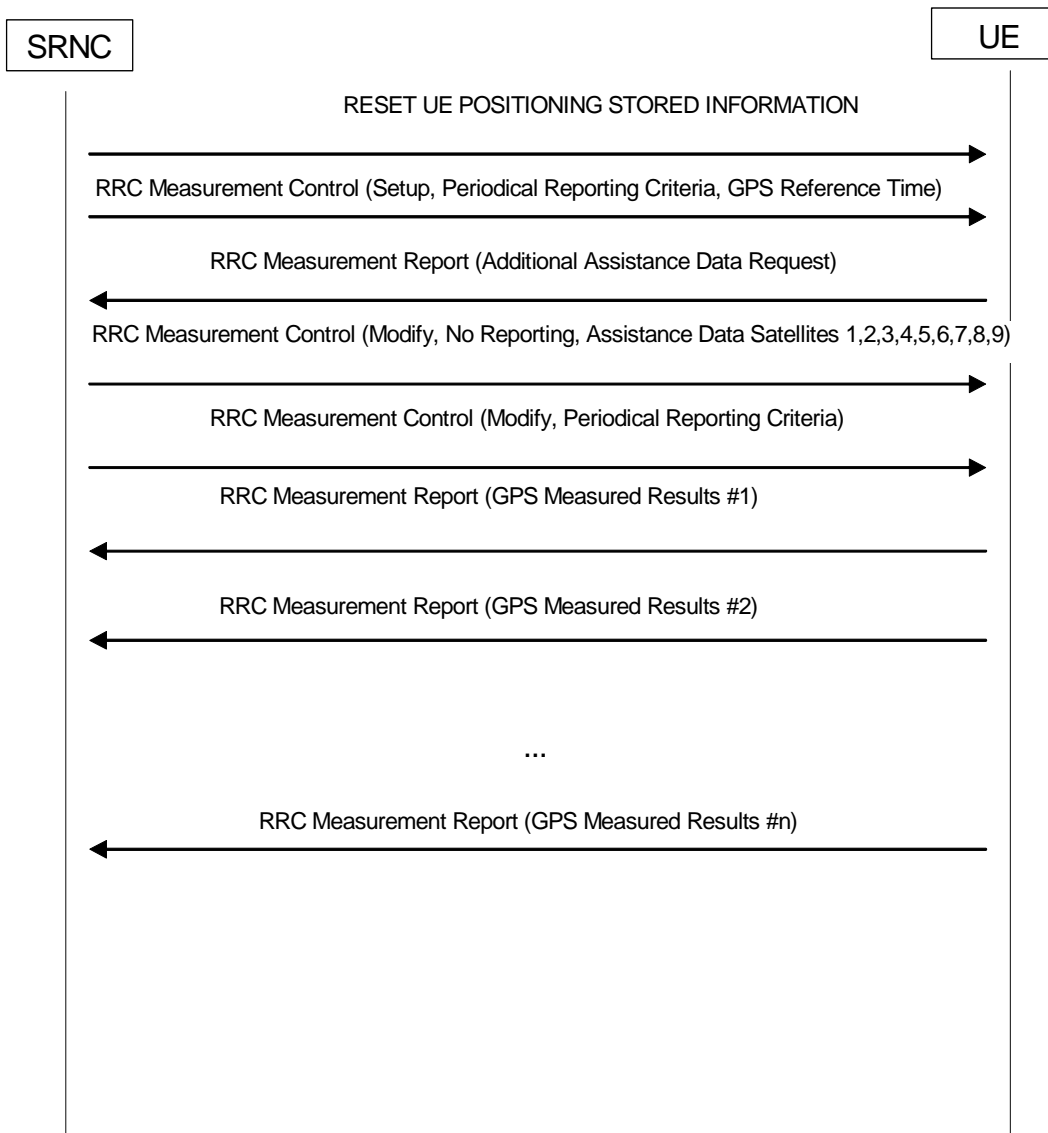 SRNC
UE
RESET UE POSITIONING STORED INFORMATION
RRC Measurement Control (Setup, Periodical Reporting Criteria, GPS Reference Time)
RRC Measurement Report (Additional Assistance Data Request)
RRC Measurement Control (Modify, No Reporting, Assistance Data Satellites 1,2,3,4,5,6,7,8,9)
RRC Measurement Control (Modify, Periodical Reporting Criteria)
RRC Measurement Report (GPS Measured Results #1)
RRC Measurement Report (GPS Measured Results #2)
...
RRC Measurement Report (GPS Measured Results #n)